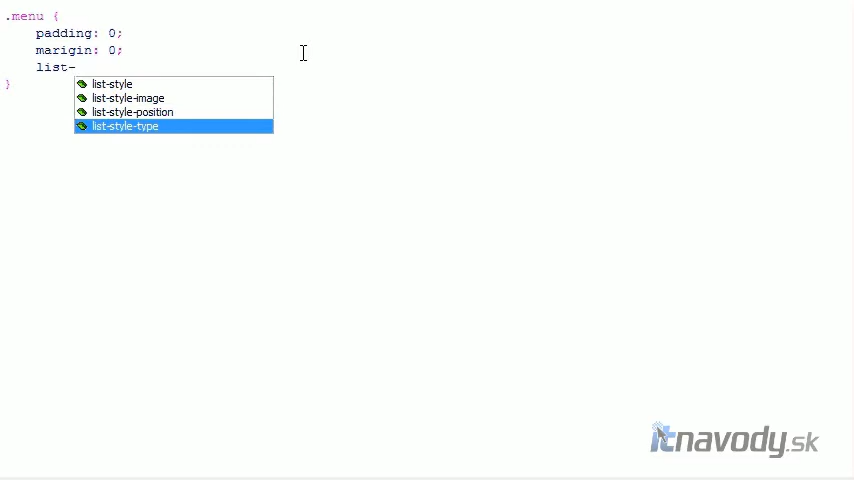 .menu {
padding: 0;
marigin: 0;
list-
}
list-style
list-style-image
list-style-position
list-style-type
itnavody.sk